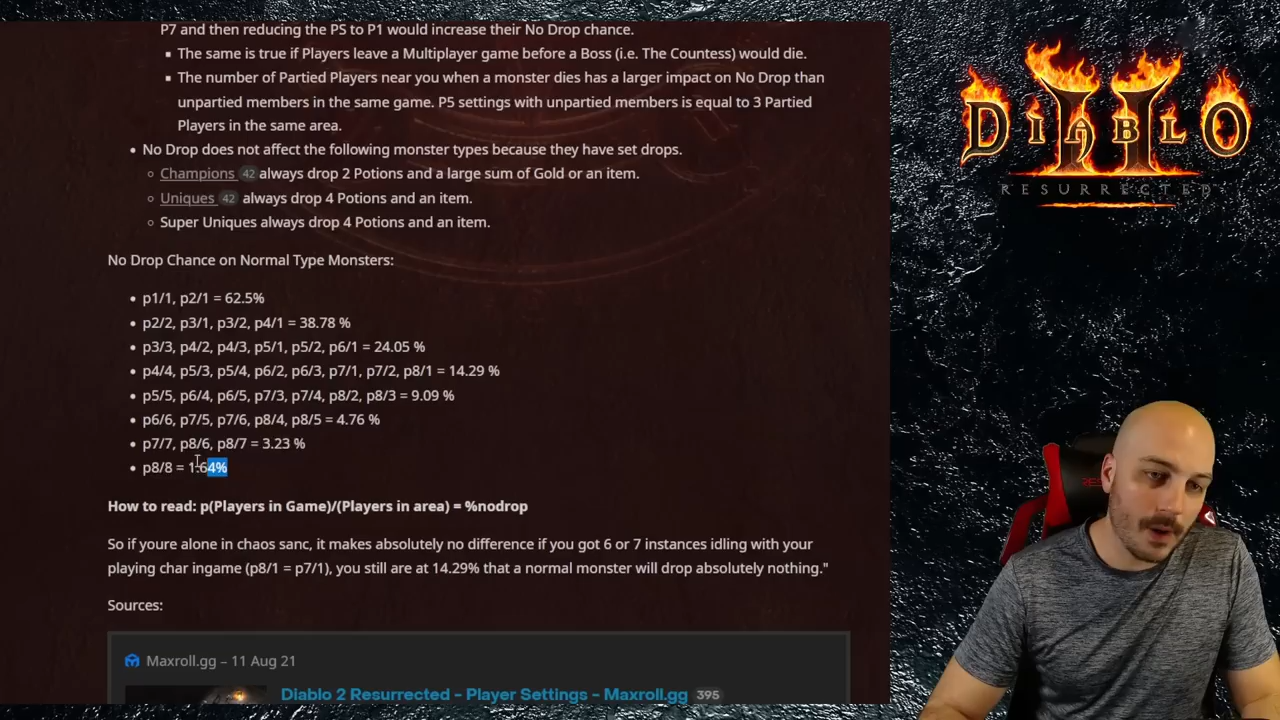 P7 and then reducing the PS to P1 would increase their No Drop chance.
▪ The same is true if Players leave a Multiplayer game before a Boss (i.e. The Countess) would die.
▪ The number of Partied Players near you when a monster dies has a larger impact on No Drop than
unpartied members in the same game. P5 settings with unpartied members is equal to 3 Partied
Players in the same area.
• No Drop does not affect the following monster types because they have set drops.
◦ Champions 42 always drop 2 Potions and a large sum of Gold or an item.
◦ Uniques 42 always drop 4 Potions and an item.
◦ Super Uniques always drop 4 Potions and an item.
No Drop Chance on Normal Type Monsters:
• p1/1, p2/1 = 62.5%
• p2/2, p3/1, p3/2, p4/1 = 38.78 %
• p3/3, p4/2, p4/3, p5/1, p5/2, p6/1 = 24.05 %
• p4/4, p5/3, p5/4, p6/2, p6/3, p7/1, p7/2, p8/1 = 14.29 %
• p5/5, p6/4, p6/5, p7/3, p7/4, p8/2, p8/3 = 9.09 %
• p6/6, p7/5, p7/6, p8/4, p8/5 = 4.76 %
• p7/7, p8/6, p8/7 = 3.23 %
• p8/8 = 1.64%
How to read: p(Players in Game)/(Players in area) = %nodrop
So if youre alone in chaos sanc, it makes absolutely no difference if you got 6 or 7 instances idling with your
playing char ingame (p8/1 = p7/1), you still are at 14.29% that a normal monster will drop absolutely nothing."
Sources:
Maxroll.gg – 11 Aug 21
Diablo 2 Resurrected - Player Settings - Maxroll.gg 395
DIABLO
II
RESURRECTED